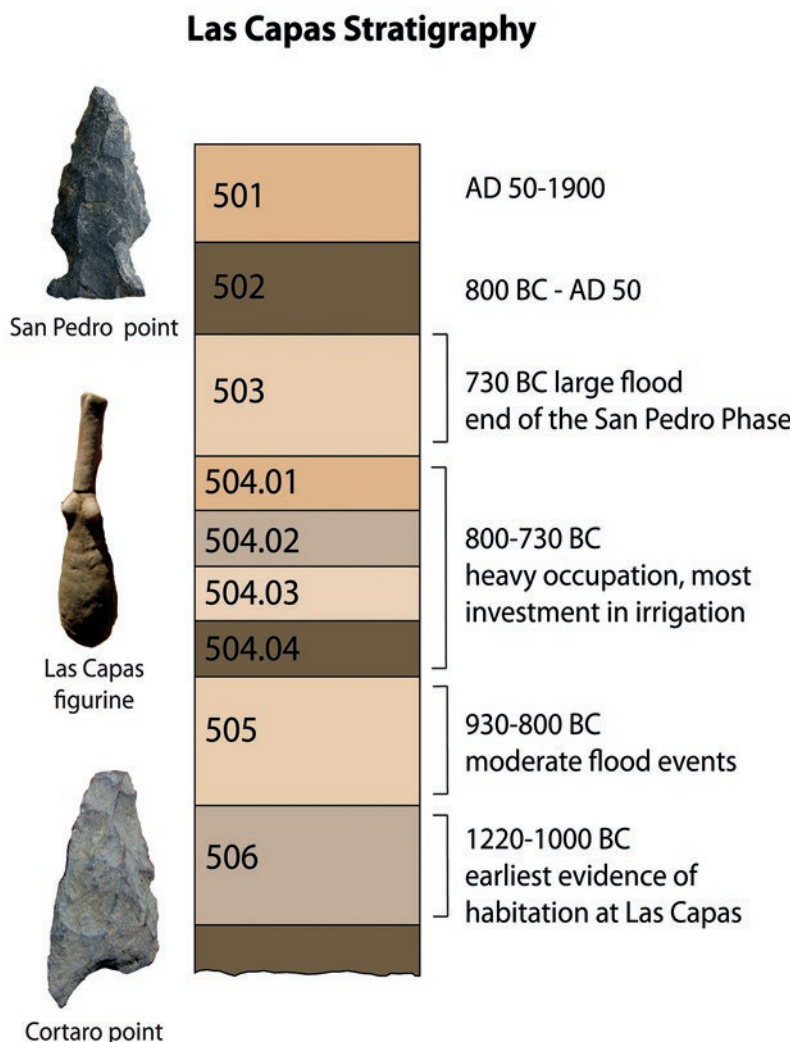 Las Capas Stratigraphy
San Pedro point
Las Capas
figurine
Cortaro point
501
AD 50-1900
502
800 BC - AD 50
503
730 BC large flood
end of the San Pedro Phase
504.01
504.02
504.03
504.04
800-730 BC
heavy occupation, most
investment in irrigation
505
930-800 BC
moderate flood events
506
1220-1000 BC
earliest evidence of
habitation at Las Capas